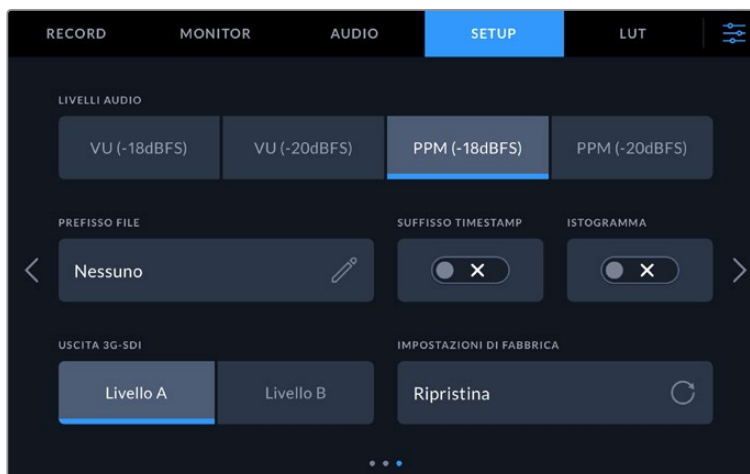 RECORD MONITOR AUDIO SETUP LUT
LIVELLI AUDIO
VU (-18dBFS) VU (-20dBFS) PPM (-18dBFS) PPM (-20dBFS)
PREFISSO FILE SUFFISSO TIMESTAMP ISTOGRAMMA
Nessuno
USCITA 3G-SDI IMPOSTAZIONI DI FABBRICA
Livello A Livello B Ripristina